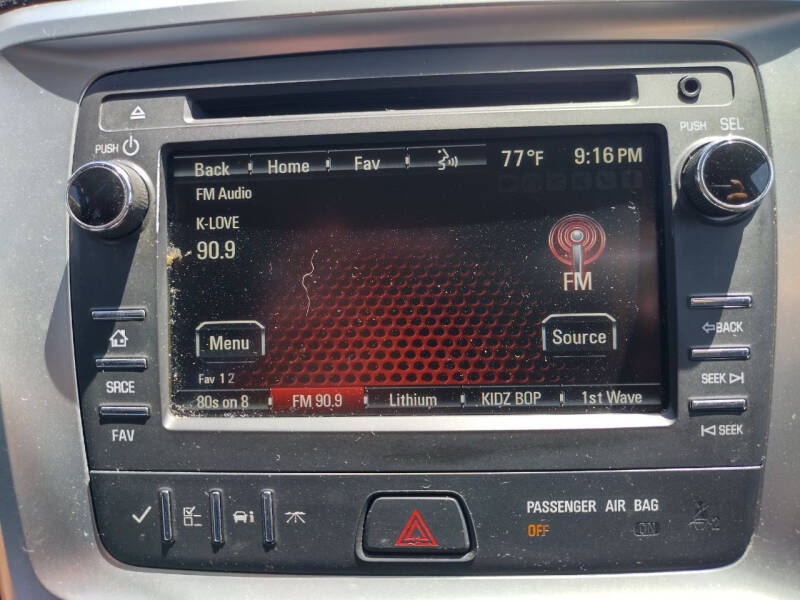 PUSH
PUSH SEL
Back Home Fav 77°F 9:16 PM
FM Audio
K-LOVE
90.9
FM
Menu
Source
Fav 1 2
80s on 8 FM 90.9 Lithium KIDZ BOP 1st Wave
BACK
SRCE
SEEK
FAV
SEEK
PASSENGER AIR BAG
OFF ON
2